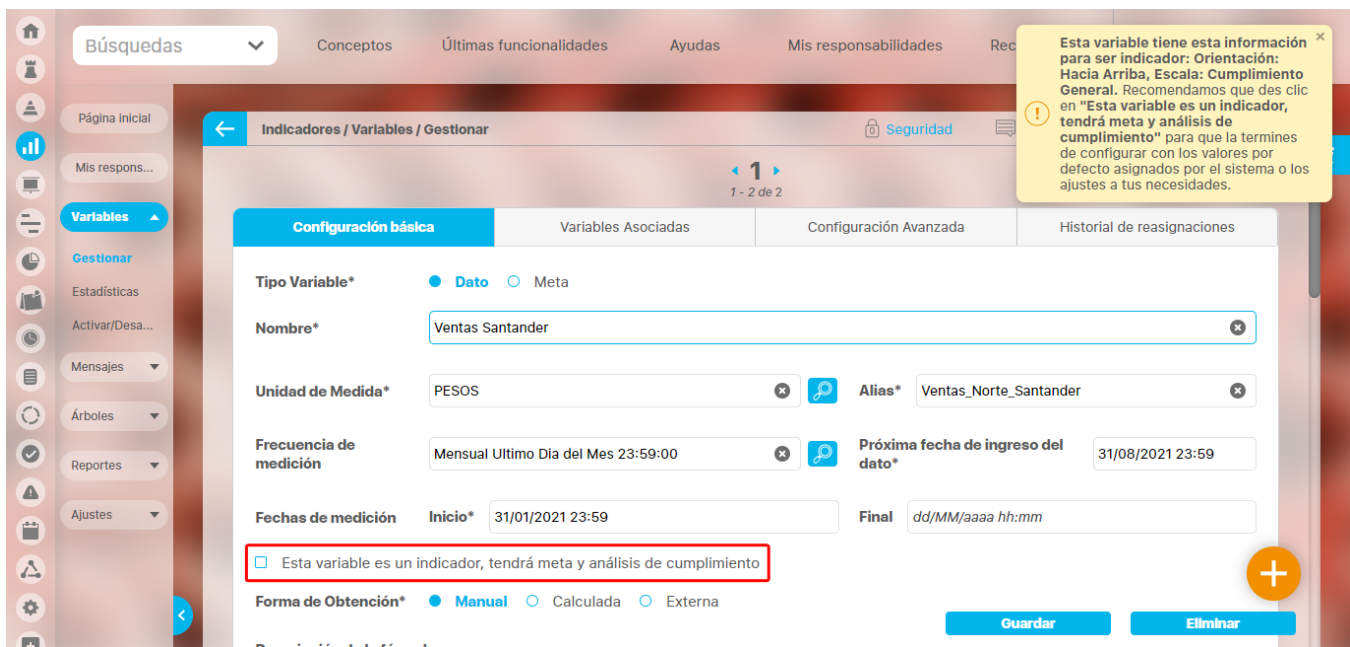 Búsquedas
Conceptos
Últimas funcionalidades
Ayudas
Mis responsabilidades
Rec
Esta variable tiene esta información
para ser indicador: Orientación:
Hacia Arriba, Escala: Cumplimiento
General. Recomendamos que des clic
en "Esta variable es un indicador,
tendrá meta y análisis de
cumplimiento" para que la termines
de configurar con los valores por
defecto asignados por el sistema o los
ajustes a tus necesidades.
Página inicial
Mis respons...
Variables
Gestionar
Estadísticas
Activar/Desa...
Mensajes
Árboles
Reportes
Ajustes
Indicadores / Variables / Gestionar
Seguridad
1
1 - 2 de 2
Configuración básica
Variables Asociadas
Configuración Avanzada
Historial de reasignaciones
Tipo Variable* Dato Meta
Nombre* Ventas Santander
Unidad de Medida* PESOS Alias* Ventas_Norte_Santander
Frecuencia de
medición
Mensual Ultimo Dia del Mes 23:59:00
Próxima fecha de ingreso del
dato*
31/08/2021 23:59
Fechas de medición Inicio* 31/01/2021 23:59 Final dd/MM/aaaa hh:mm
Esta variable es un indicador, tendrá meta y análisis de cumplimiento
Forma de Obtención* Manual Calculada Externa
Guardar
Eliminar